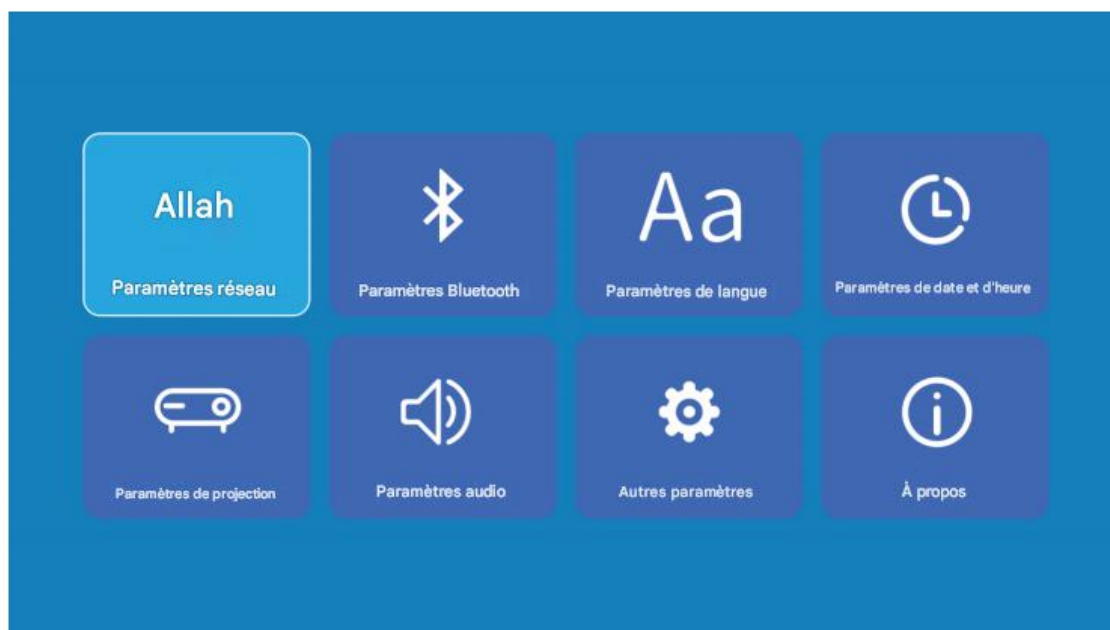 Allah
Paramètres réseau
Paramètres Bluetooth
Aa
Paramètres de langue
Paramètres de date et d'heure
Paramètres de projection
Paramètres audio
Autres paramètres
i
À propos